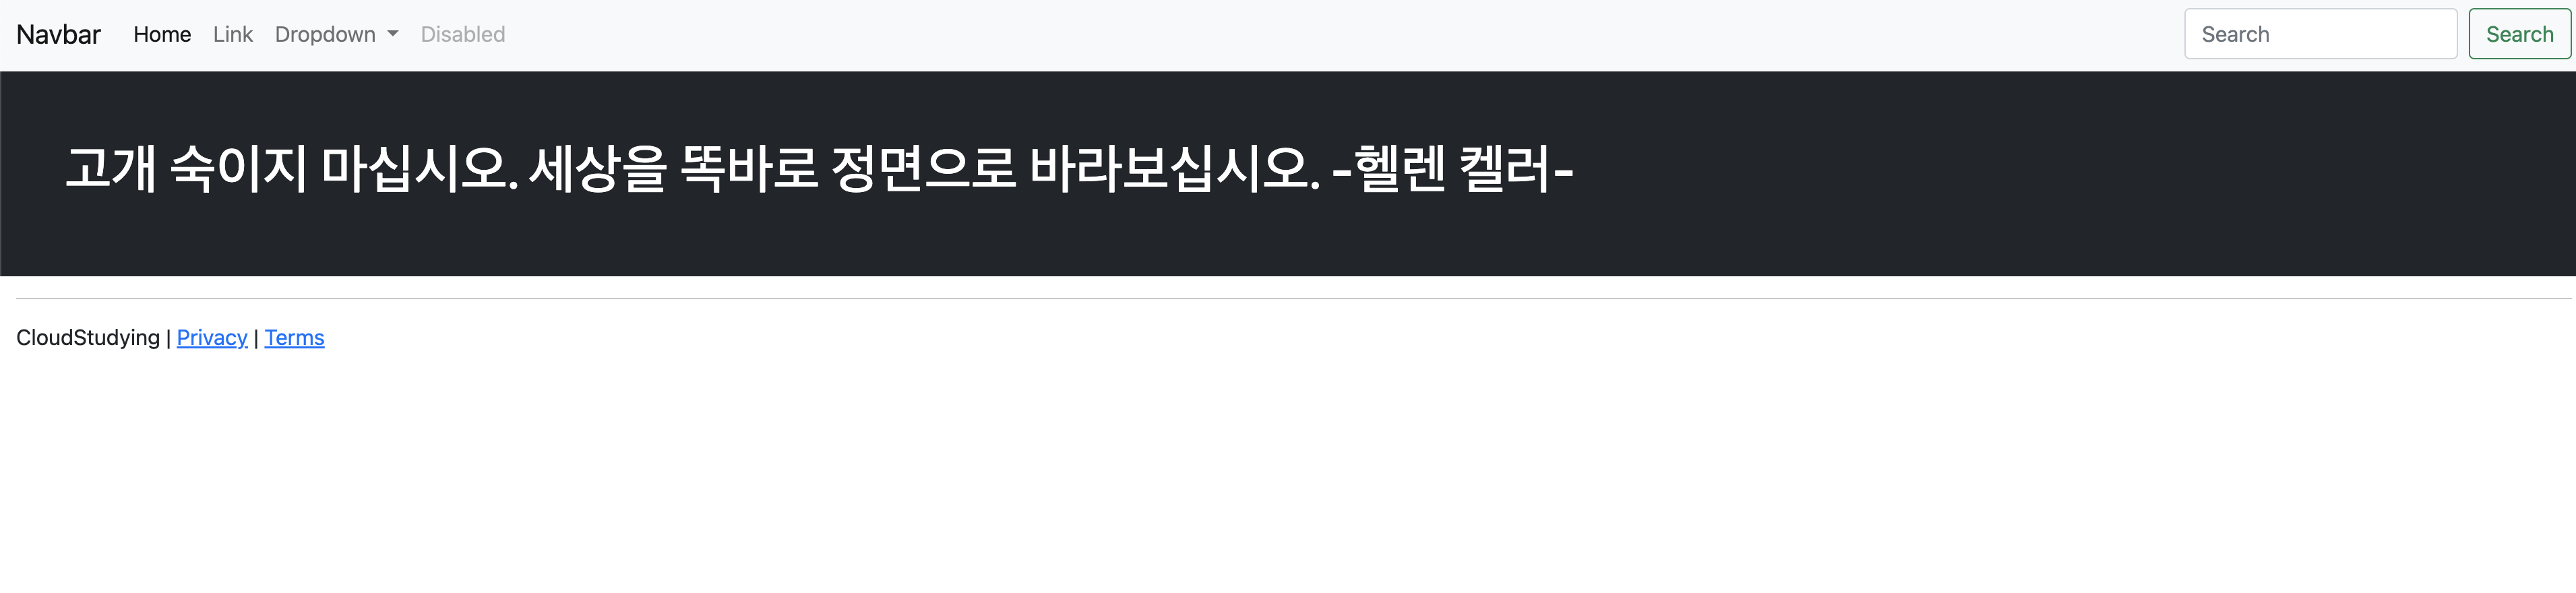 Navbar Home Link Dropdown Disabled Search Search
고개 숙이지 마십시오. 세상을 똑바로 정면으로 바라보십시오. -헬렌 켈러-
CloudStudying | Privacy | Terms